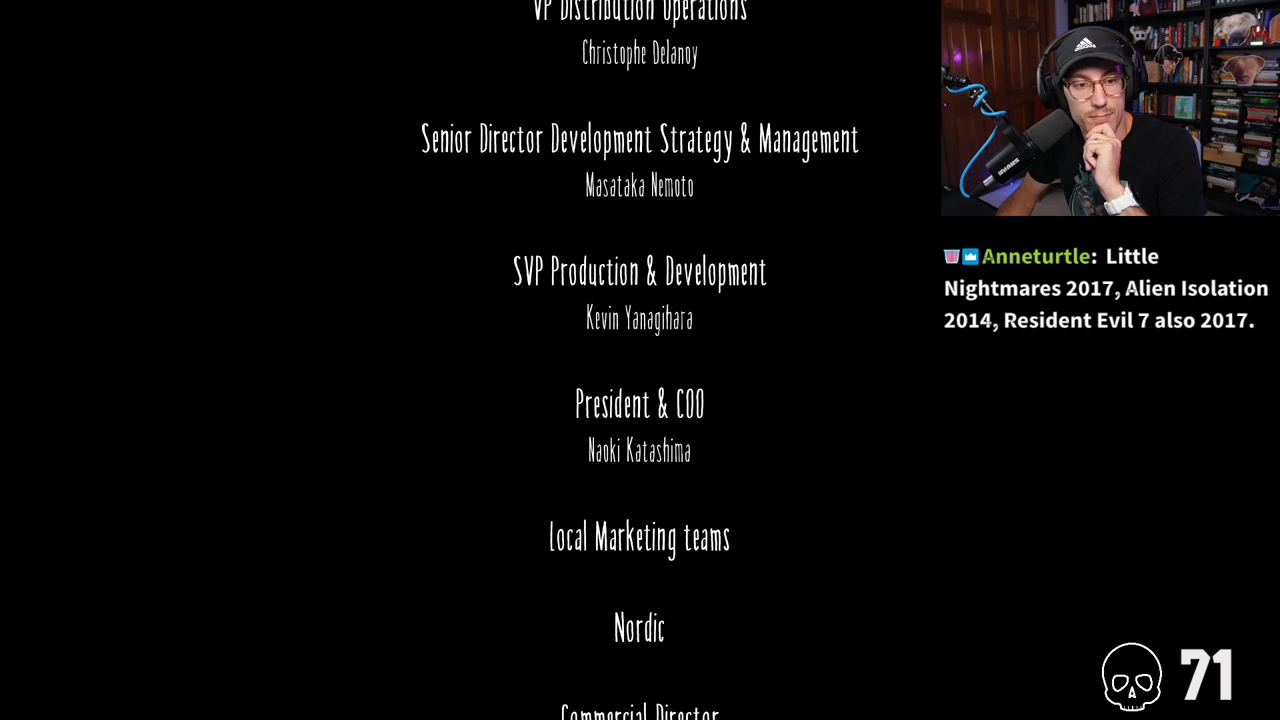 VP Distribution Operations
Christophe Delanoy
Senior Director Development Strategy & Management
Masataka Nemoto
SVP Production & Development
Kevin Yanagihara
President & COO
Naoki Katashima
Local Marketing teams
Nordic
Commercial Director
Anneturtle: Little
Nightmares 2017, Alien Isolation
2014, Resident Evil 7 also 2017.
71